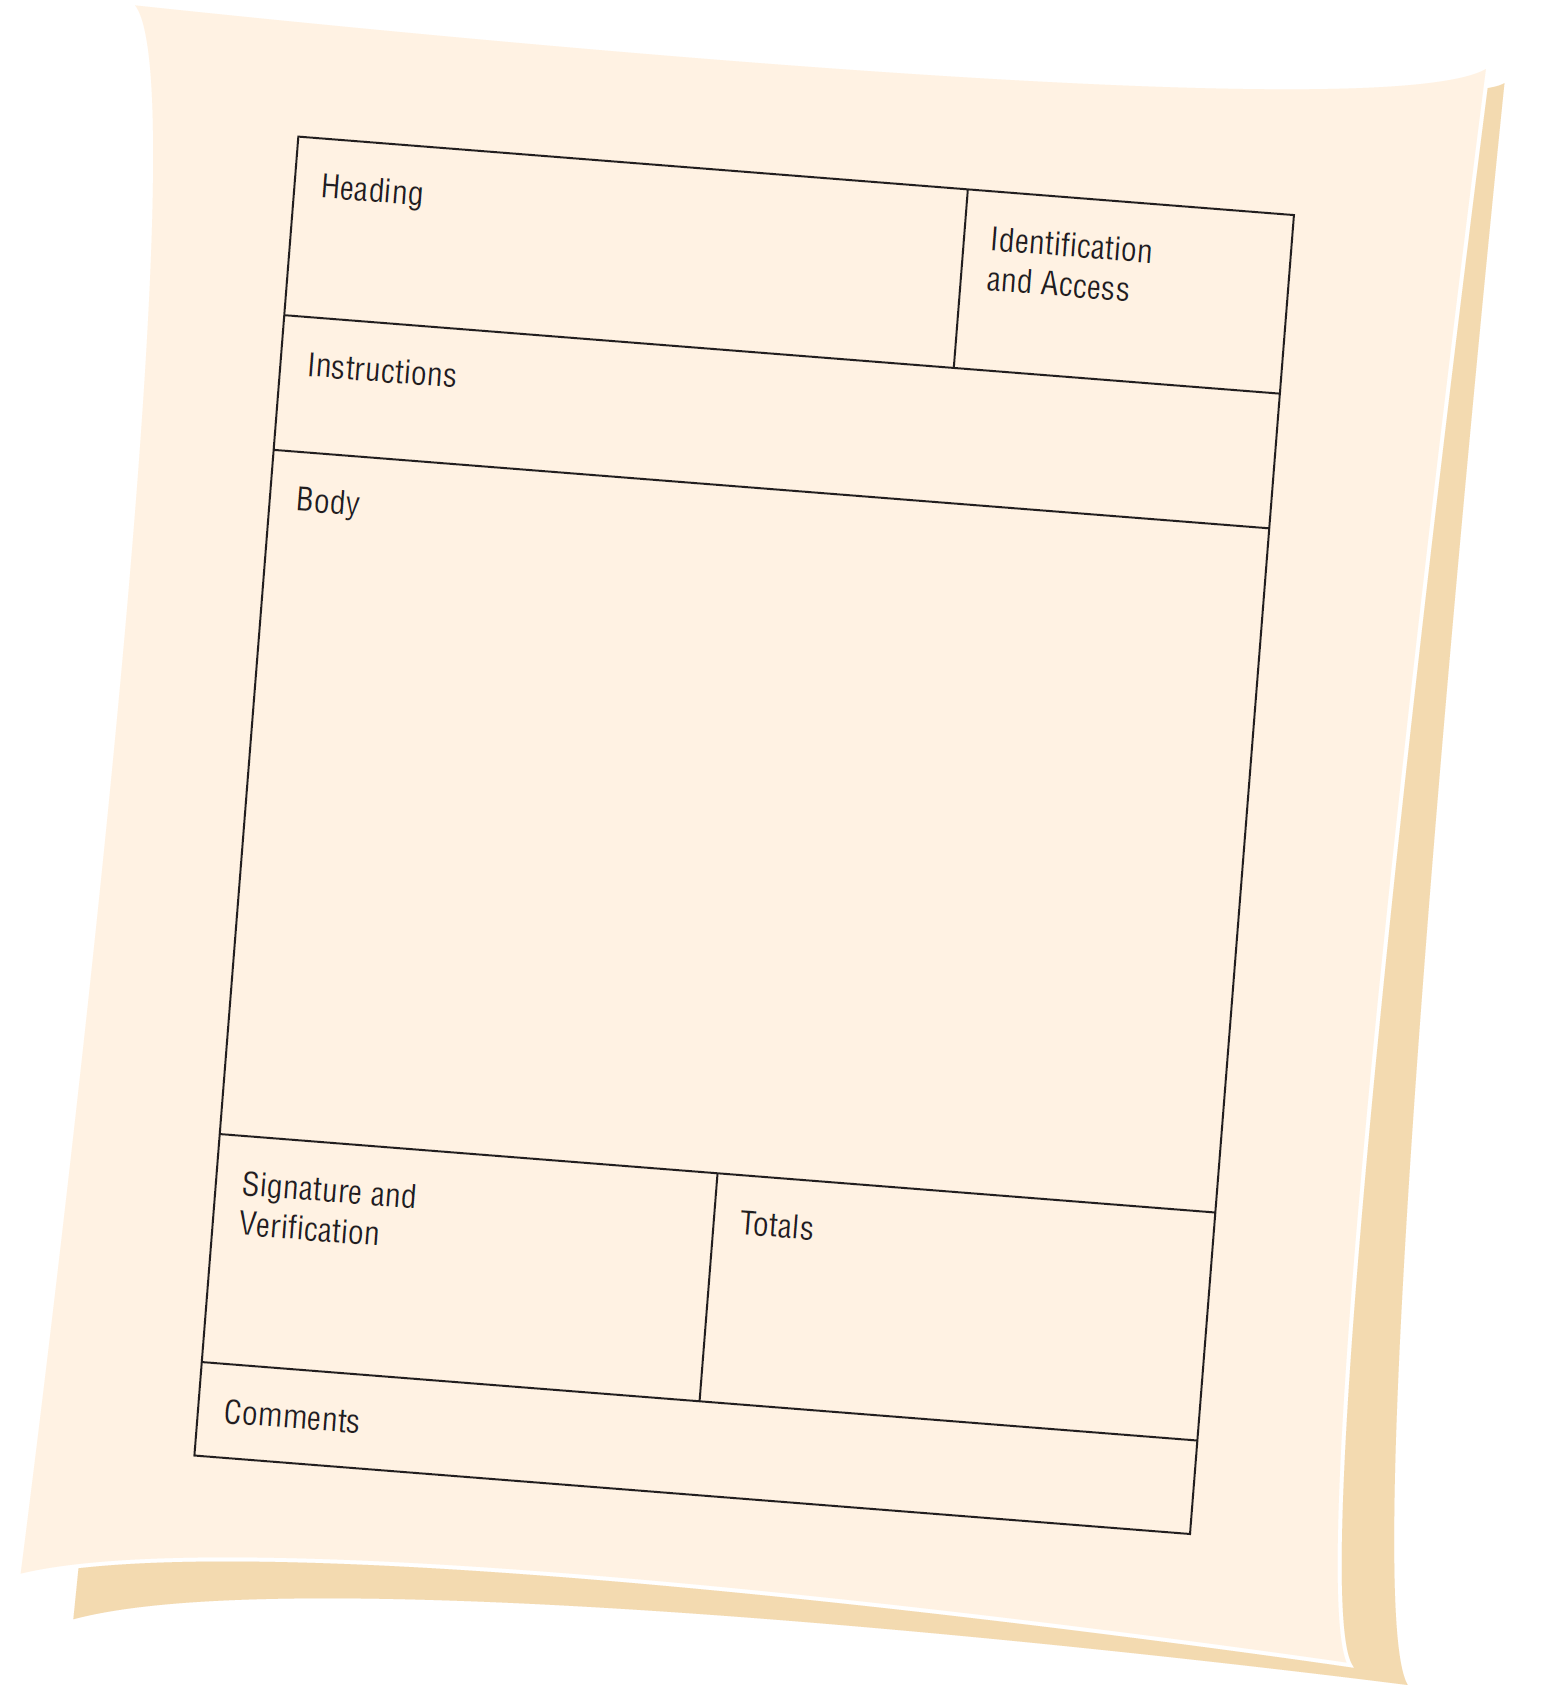 Heading
Identification
and Access
Instructions
Body
Signature and
Verification
Totals
Comments